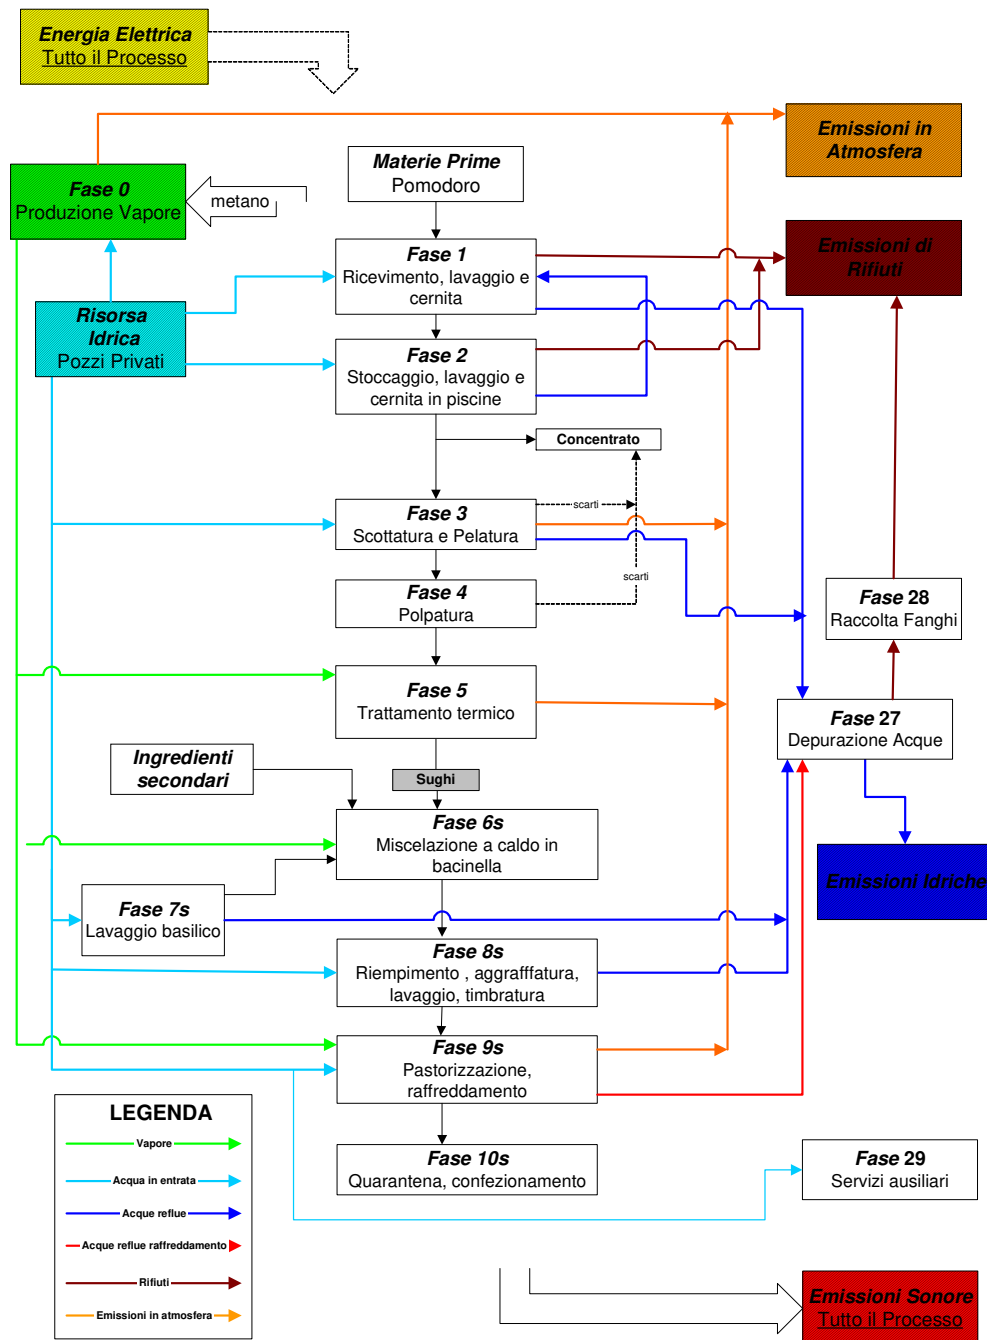 Energia Elettrica
Tutto il Processo
Emissioni in
Atmosfera
Materie Prime
Pomodoro
Fase 0
Produzione Vapore
metano
Fase 1
Ricevimento, lavaggio e
cernita
Emissioni di
Rifiuti
Risorsa
Idrica
Pozzi Privati
Fase 2
Stoccaggio, lavaggio e
cernita in piscine
Concentrato
Fase 3
Scottatura e Pelatura
scarti
scarti
Fase 4
Polpatura
Fase 28
Raccolta Fanghi
Fase 5
Trattamento termico
Fase 27
Depurazione Acque
Ingredienti
secondari
Sughi
Fase 6s
Miscelazione a caldo in
bacinella
Emissioni Idriche
Fase 7s
Lavaggio basilico
Fase 8s
Riempimento , aggrafffatura,
lavaggio, timbratura
Fase 9s
Pastorizzazione,
raffreddamento
Fase 10s
Quarantena, confezionamento
Fase 29
Servizi ausiliari
LEGENDA
Vapore
Acqua in entrata
Acque reflue
Acque reflue raffreddamento
Rifiuti
Emissioni in atmosfera
Emissioni Sonore
Tutto il Processo